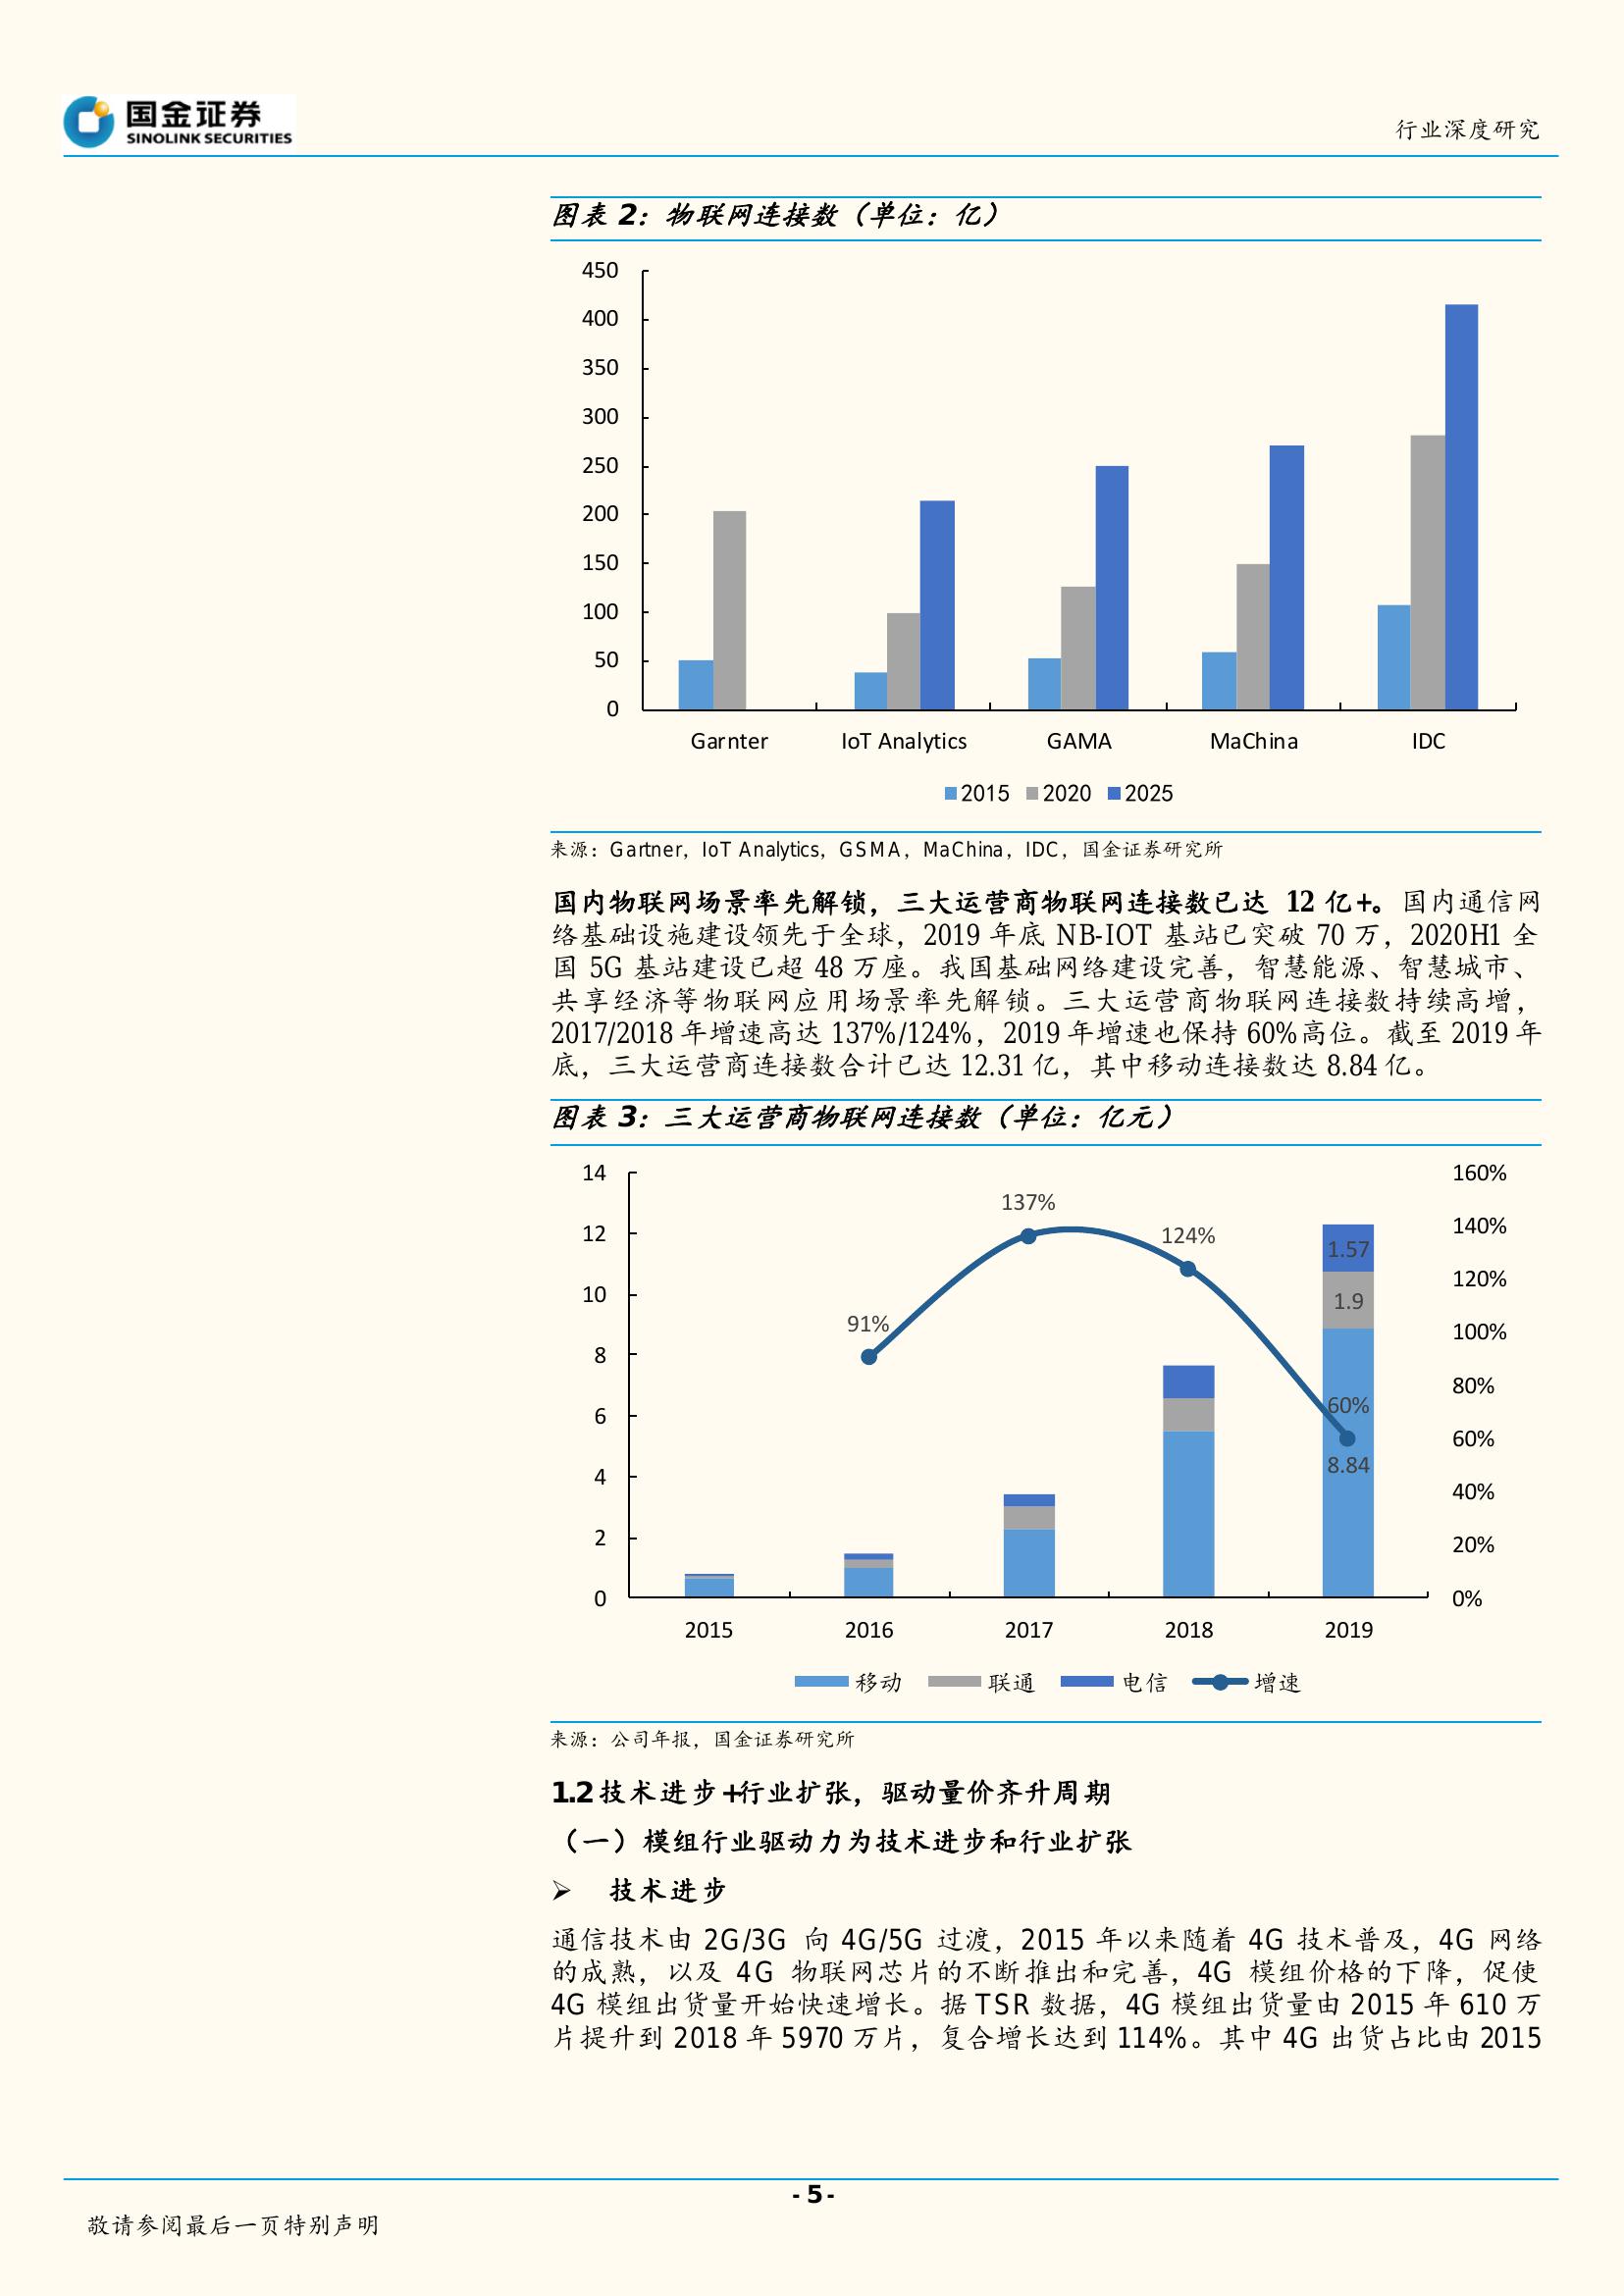 国金证券
SINOLINK SECURITIES
行业深度研究
图表 2：物联网连接数（单位：亿）
450
400
350
300
250
200
150
100
50
0
Garnter IoT Analytics GAMA MaChina IDC
2015 2020 2025
来源：Gartner，IoT Analytics，GSMA，MaChina，IDC，国金证券研究所
国内物联网场景率先解锁，三大运营商物联网连接数已达 12 亿+。国内通信网
络基础设施建设领先于全球，2019 年底 NB-IOT 基站已突破 70 万，2020H1 全
国 5G 基站建设已超 48 万座。我国基础网络建设完善，智慧能源、智慧城市、
共享经济等物联网应用场景率先解锁。三大运营商物联网连接数持续高增，
2017/2018 年增速高达 137%/124%，2019 年增速也保持 60%高位。截至 2019 年
底，三大运营商连接数合计已达 12.31 亿，其中移动连接数达 8.84 亿。
图表 3：三大运营商物联网连接数（单位：亿元）
14
12
10
8
6
4
2
0
160%
140%
120%
100%
80%
60%
40%
20%
0%
91%
137%
124%
60%
1.57
1.9
8.84
2015 2016 2017 2018 2019
移动 联通 电信 增速
来源：公司年报，国金证券研究所
1.2 技术进步+行业扩张，驱动量价齐升周期
（一）模组行业驱动力为技术进步和行业扩张
➢ 技术进步
通信技术由 2G/3G 向 4G/5G 过渡，2015 年以来随着 4G 技术普及，4G 网络
的成熟，以及 4G 物联网芯片的不断推出和完善，4G 模组价格的下降，促使
4G 模组出货量开始快速增长。据 TSR 数据，4G 模组出货量由 2015 年 610 万
片提升到 2018 年 5970 万片，复合增长达到 114%。其中 4G 出货占比由 2015
- 5 -
敬请参阅最后一页特别声明